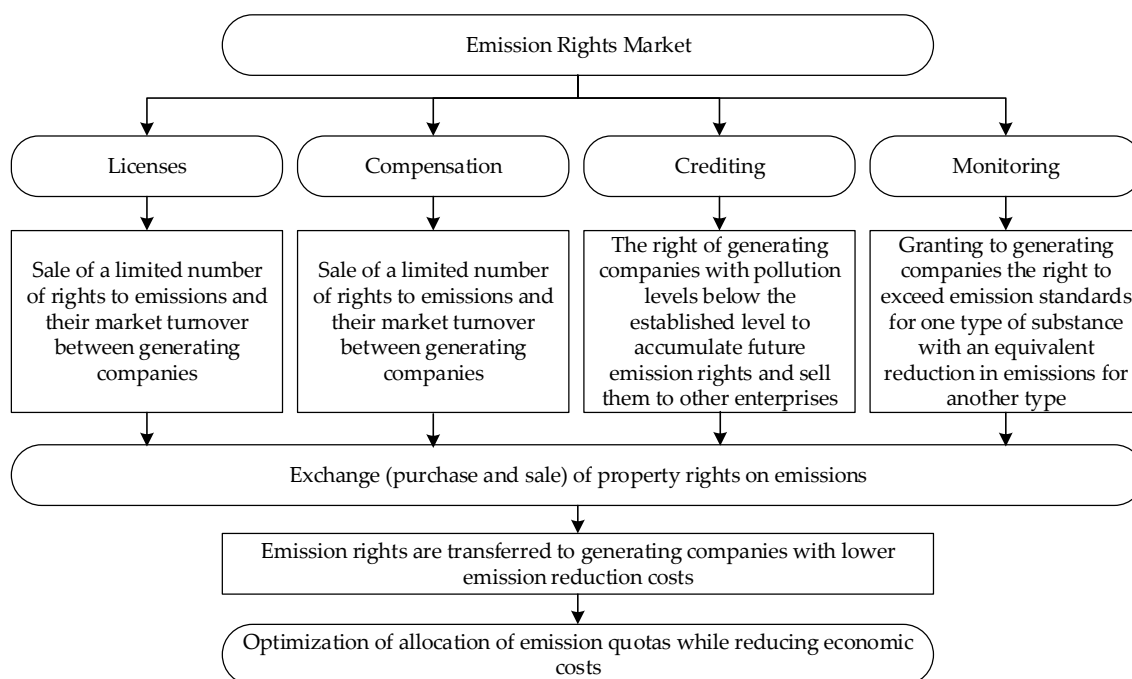 Emission Rights Market
Licenses
Compensation
Crediting
Monitoring
Sale of a limited number
of rights to emissions and
their market turnover
between generating
companies
Sale of a limited number
of rights to emissions and
their market turnover
between generating
companies
The right of generating
companies with pollution
levels below the
established level to
accumulate future
emission rights and sell
them to other enterprises
Granting to generating
companies the right to
exceed emission standards
for one type of substance
with an equivalent
reduction in emissions for
another type
Exchange (purchase and sale) of property rights on emissions
Emission rights are transferred to generating companies with lower
emission reduction costs
Optimization of allocation of emission quotas while reducing economic
costs